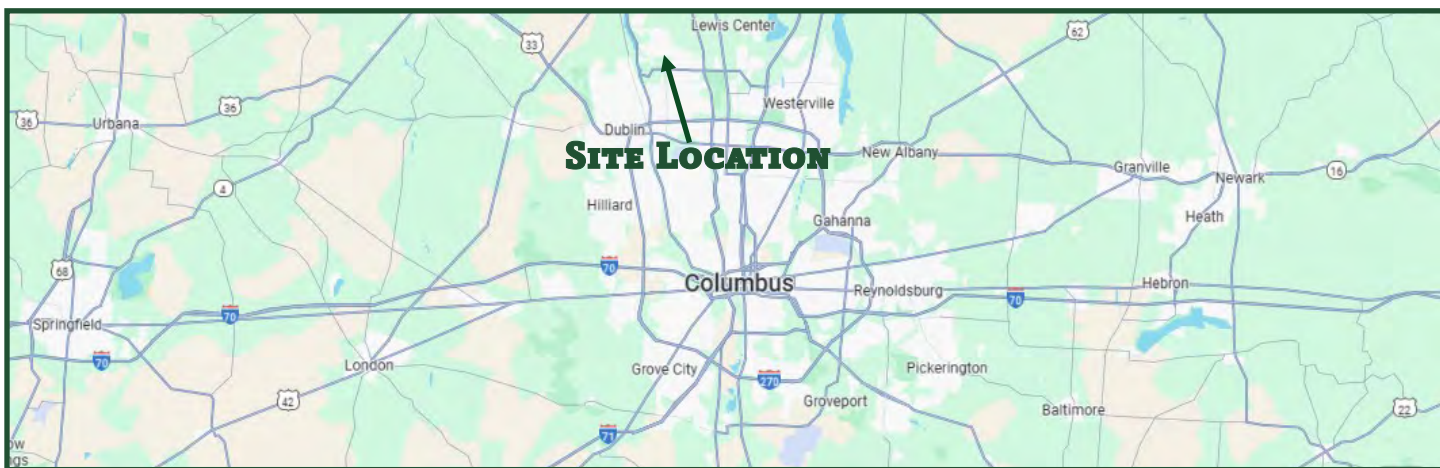 Lewis Center
33
62
36
36
Urbana
Westerville
Dublin
SITE LOCATION
New Albany
Granville
Newark
16
4
Hilliard
Gahanna
Heath
68
70
Columbus
Reynoldsburg
70
Hebron
70
Springfield
70
London
Grove City
270
Pickerington
42
Groveport
Baltimore
22
71
ow
gs